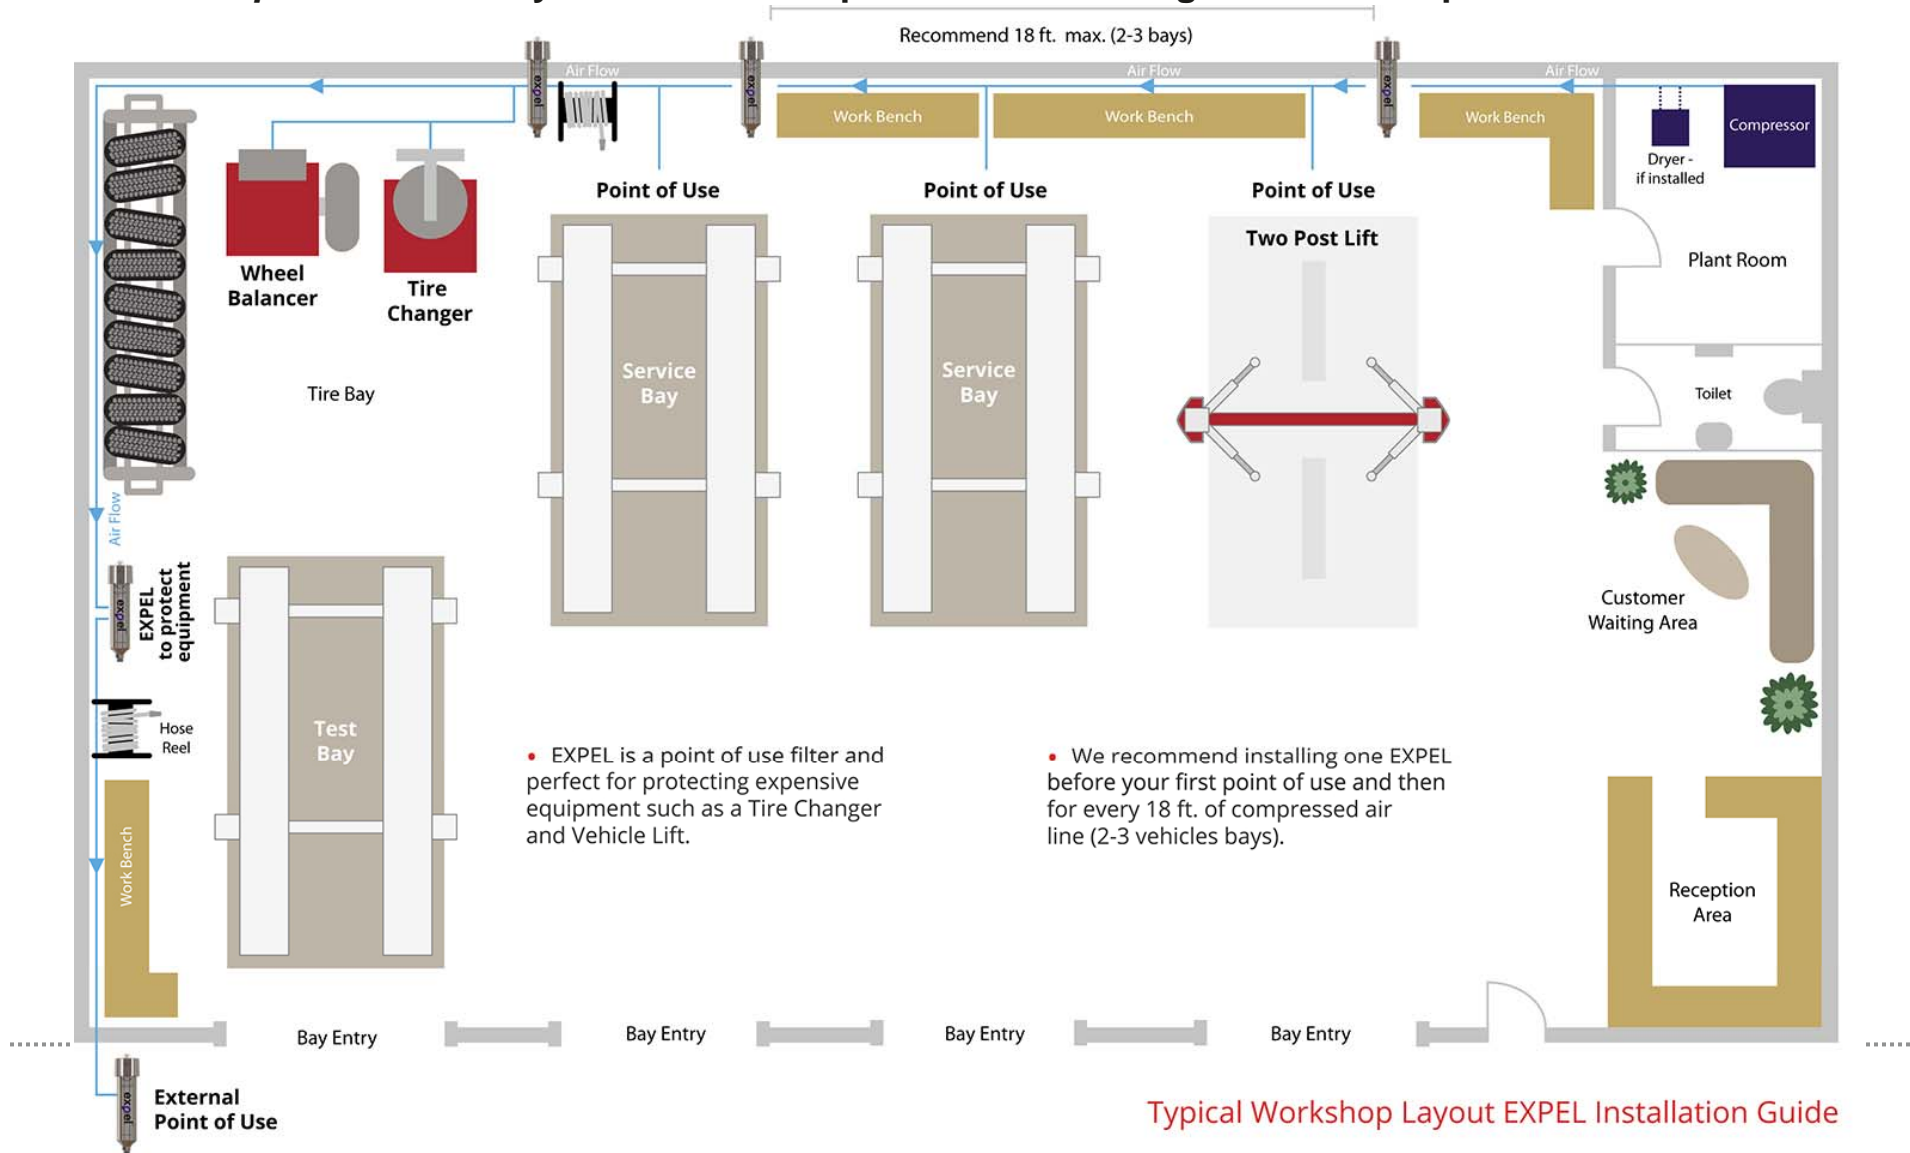 Recommend 18 ft. max. (2-3 bays)
Air Flow
Air Flow
Air Flow
expel
expel
expel
Work Bench
Work Bench
Work Bench
Compressor
Dryer -
if installed
Point of Use
Point of Use
Point of Use
Two Post Lift
Plant Room
Wheel
Balancer
Tire
Changer
Service
Bay
Service
Bay
Tire Bay
Toilet
Air Flow
expel
EXPEL
to protect
equipment
Customer
Waiting Area
Hose
Reel
Test
Bay
• EXPEL is a point of use filter and
perfect for protecting expensive
equipment such as a Tire Changer
and Vehicle Lift.
• We recommend installing one EXPEL
before your first point of use and then
for every 18 ft. of compressed air
line (2-3 vehicles bays).
Work Bench
Reception
Area
Bay Entry
Bay Entry
Bay Entry
Bay Entry
expel
External
Point of Use
Typical Workshop Layout EXPEL Installation Guide